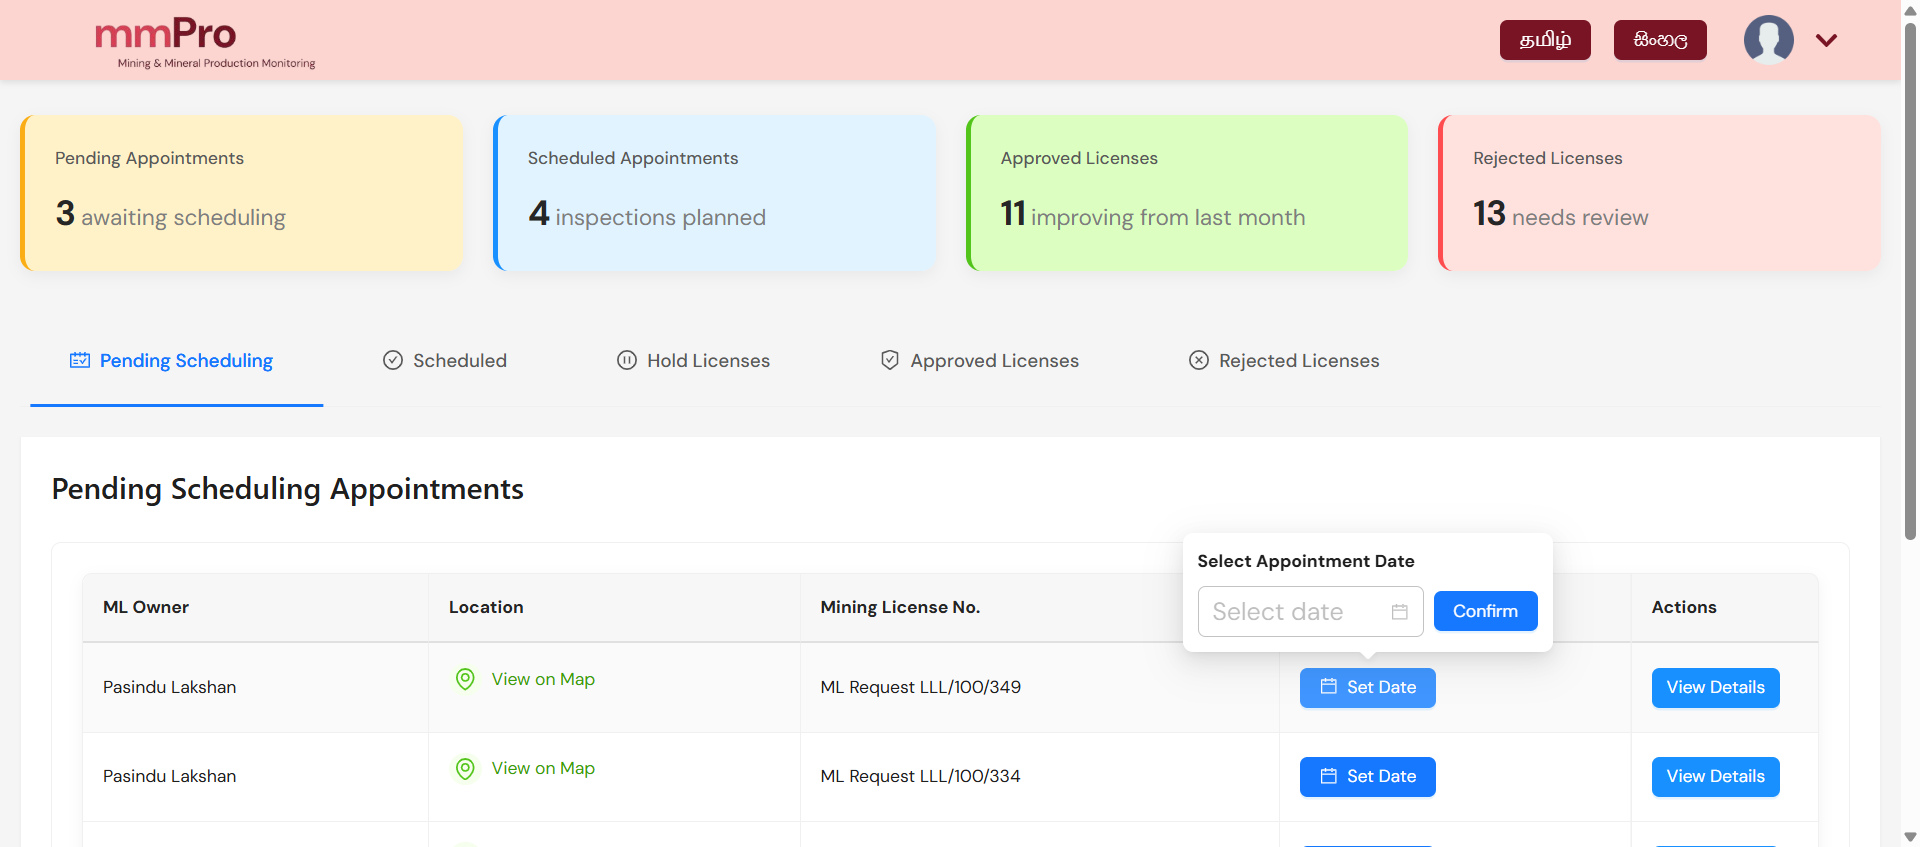 mmPro
Mining & Mineral Production Monitoring
தமிழ்
සිංහල
Pending Appointments
3 awaiting scheduling
Scheduled Appointments
4 inspections planned
Approved Licenses
11 improving from last month
Rejected Licenses
13 needs review
Pending Scheduling
Scheduled
Hold Licenses
Approved Licenses
Rejected Licenses
Pending Scheduling Appointments
Select Appointment Date
Select date
Confirm
ML Owner
Location
Mining License No.
Actions
Pasindu Lakshan
View on Map
ML Request LLL/100/349
Set Date
View Details
Pasindu Lakshan
View on Map
ML Request LLL/100/334
Set Date
View Details